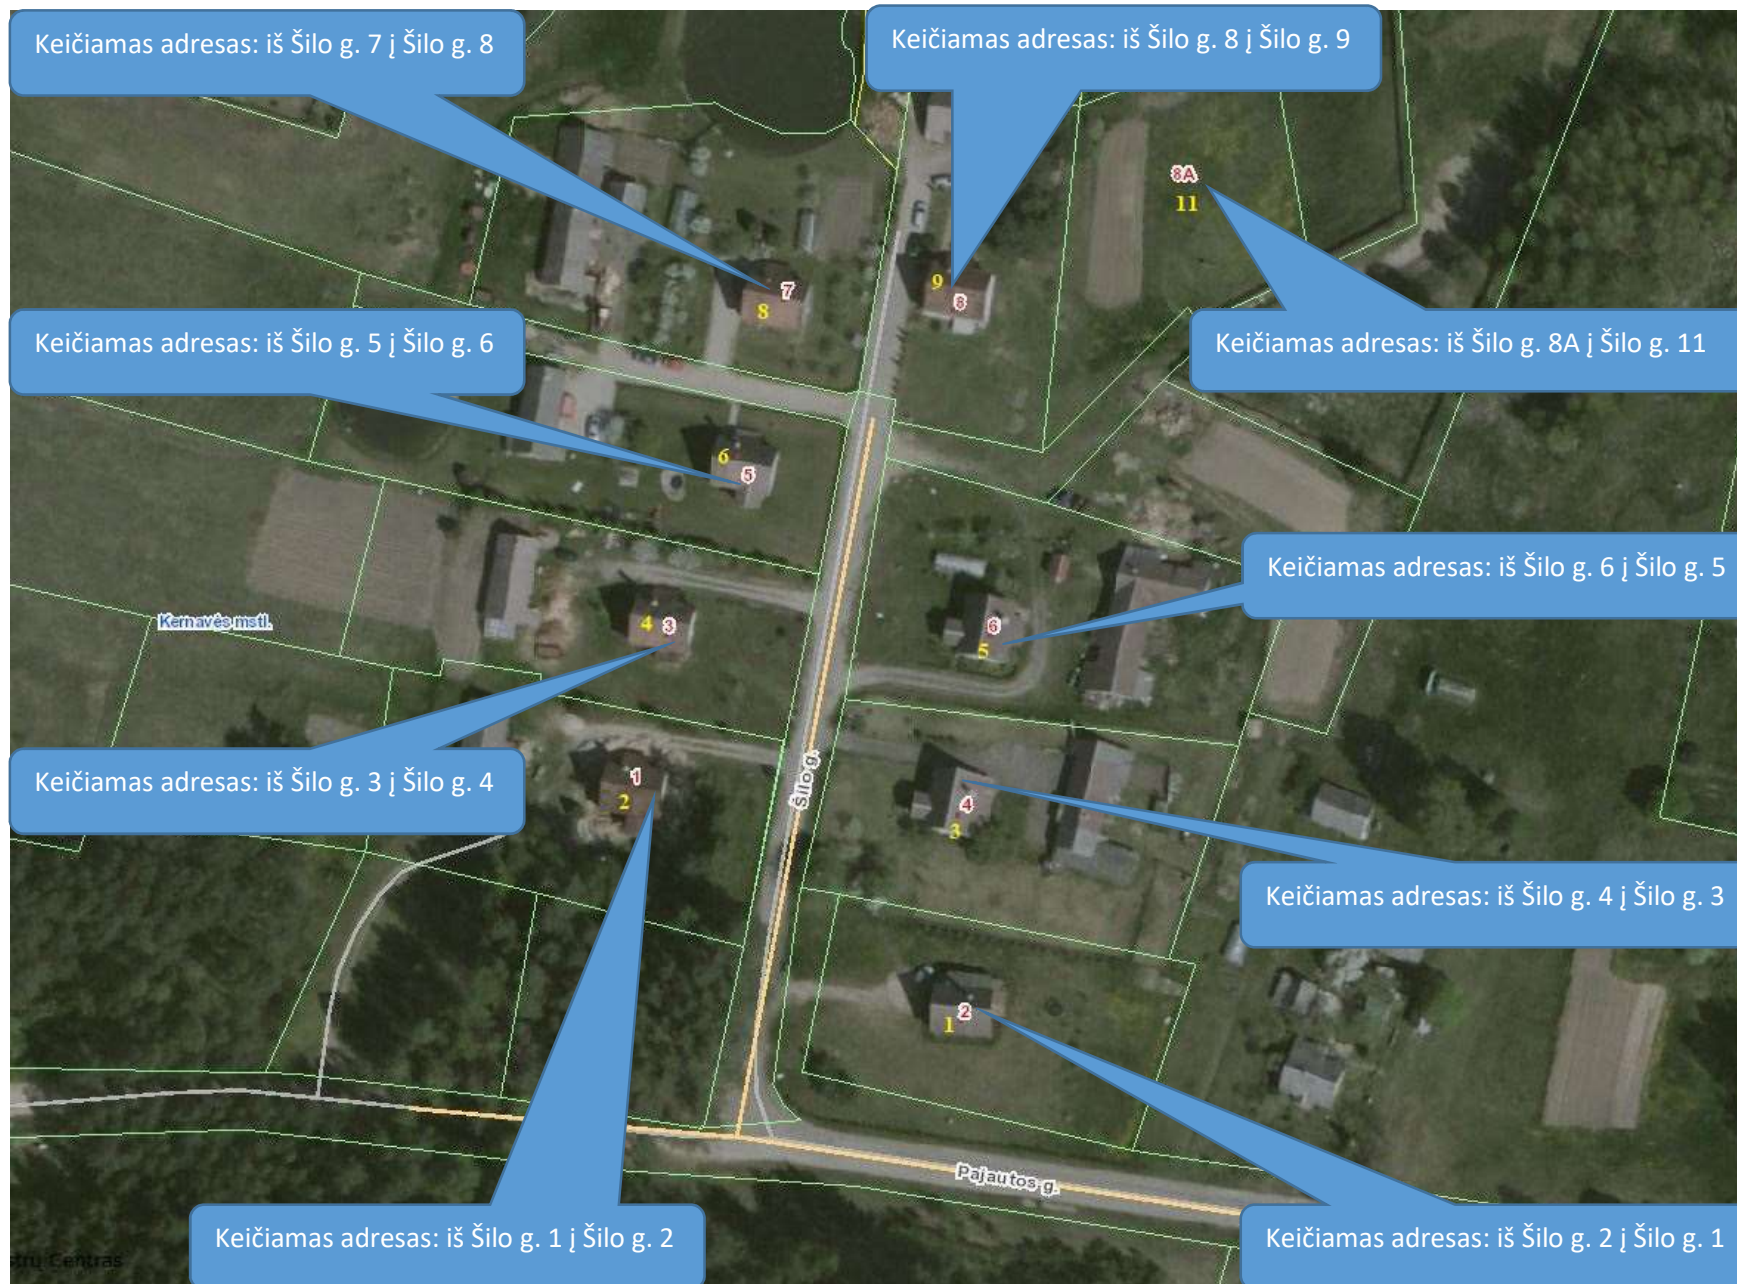 Keičiamas adresas: iš Šilo g. 7 į Šilo g. 8
Keičiamas adresas: iš Šilo g. 8 į Šilo g. 9
8A
11
7
8
9
8
Keičiamas adresas: iš Šilo g. 5 į Šilo g. 6
Keičiamas adresas: iš Šilo g. 8A į Šilo g. 11
6
5
Keičiamas adresas: iš Šilo g. 6 į Šilo g. 5
Kernavės mstl.
4
3
6
5
Keičiamas adresas: iš Šilo g. 3 į Šilo g. 4
1
2
Šilo g.
4
3
Keičiamas adresas: iš Šilo g. 4 į Šilo g. 3
2
1
Pajautos g.
Keičiamas adresas: iš Šilo g. 1 į Šilo g. 2
Keičiamas adresas: iš Šilo g. 2 į Šilo g. 1
Centras